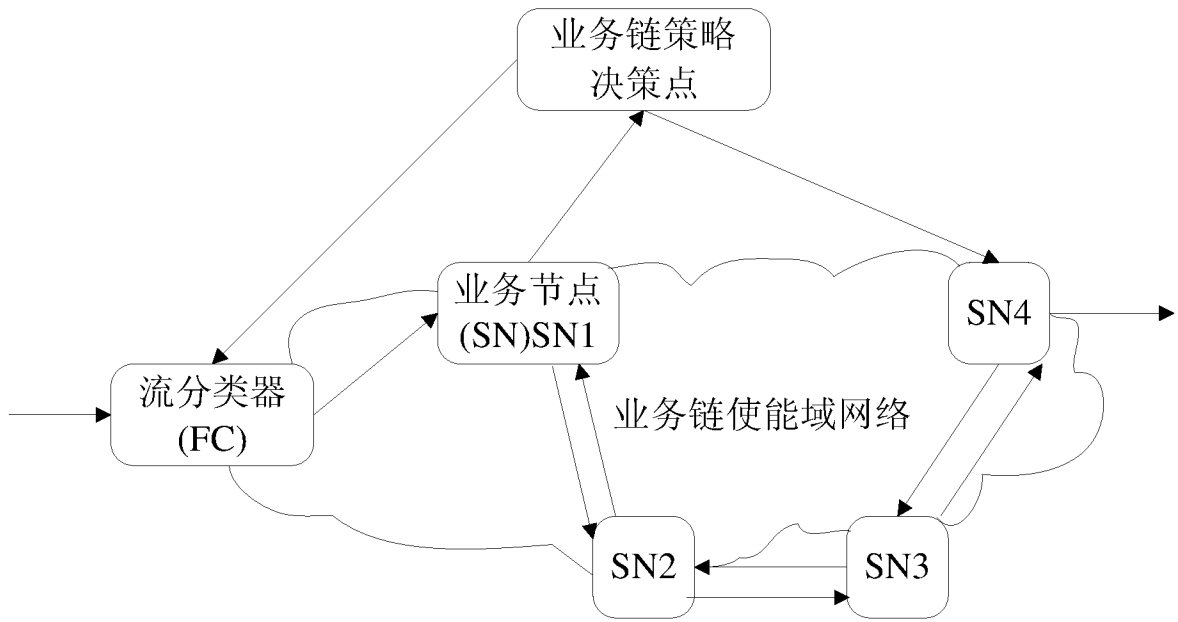 业务链策略
决策点
业务节点
(SN)SN1
SN4
流分类器
(FC)
业务链使能域网络
SN2
SN3